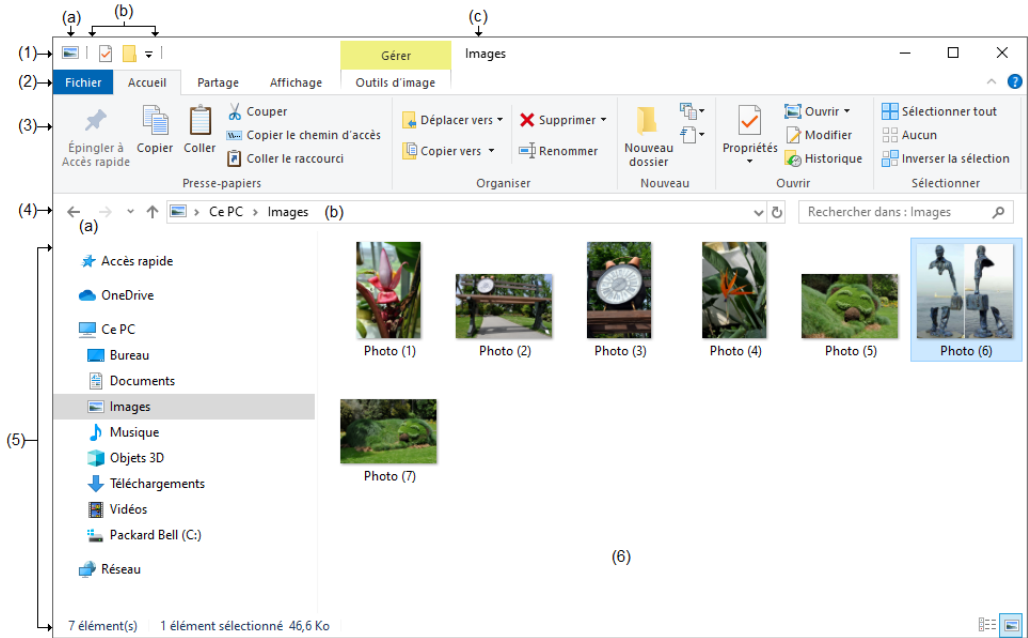 (a) (b) (c)
(1) Gérer Images
(2) Fichier Accueil Partage Affichage Outils d'image ?
(3)
Épingler à Accès rapide
Copier
Coller
Couper
W... Copier le chemin d'accès
Coller le raccourci
Presse-papiers
Déplacer vers
Copier vers
Supprimer
Renommer
Organiser
Nouveau dossier
Nouveau
Propriétés
Ouvrir
Modifier
Historique
Ouvrir
Sélectionner tout
Aucun
Inverser la sélection
Sélectionner
(4) Ce PC > Images (b) Rechercher dans : Images
(a)
(5)
Accès rapide
OneDrive
Ce PC
Bureau
Documents
Images
Musique
Objets 3D
Téléchargements
Vidéos
Packard Bell (C:)
Réseau
Photo (1) Photo (2) Photo (3) Photo (4) Photo (5) Photo (6)
Photo (7)
(6)
7 élément(s) 1 élément sélectionné 46,6 Ko